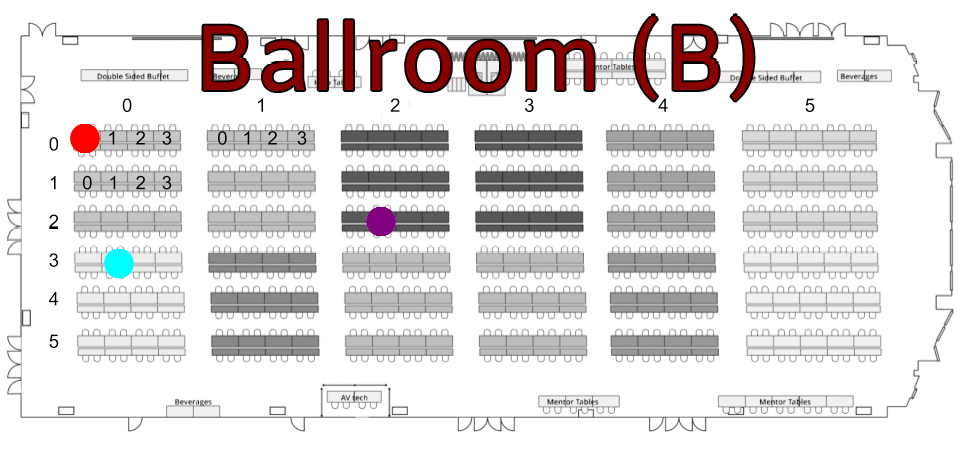 Ballroom (B)
Double Sided Buffet
Mentor Tables
Double Sided Buffet
Beverages
0 1 2 3 4 5
0 1 2 3 0 1 2 3
1 0 1 2 3
2
3
4
5
Beverages
AV tech
Mentor Tables
Mentor Tables